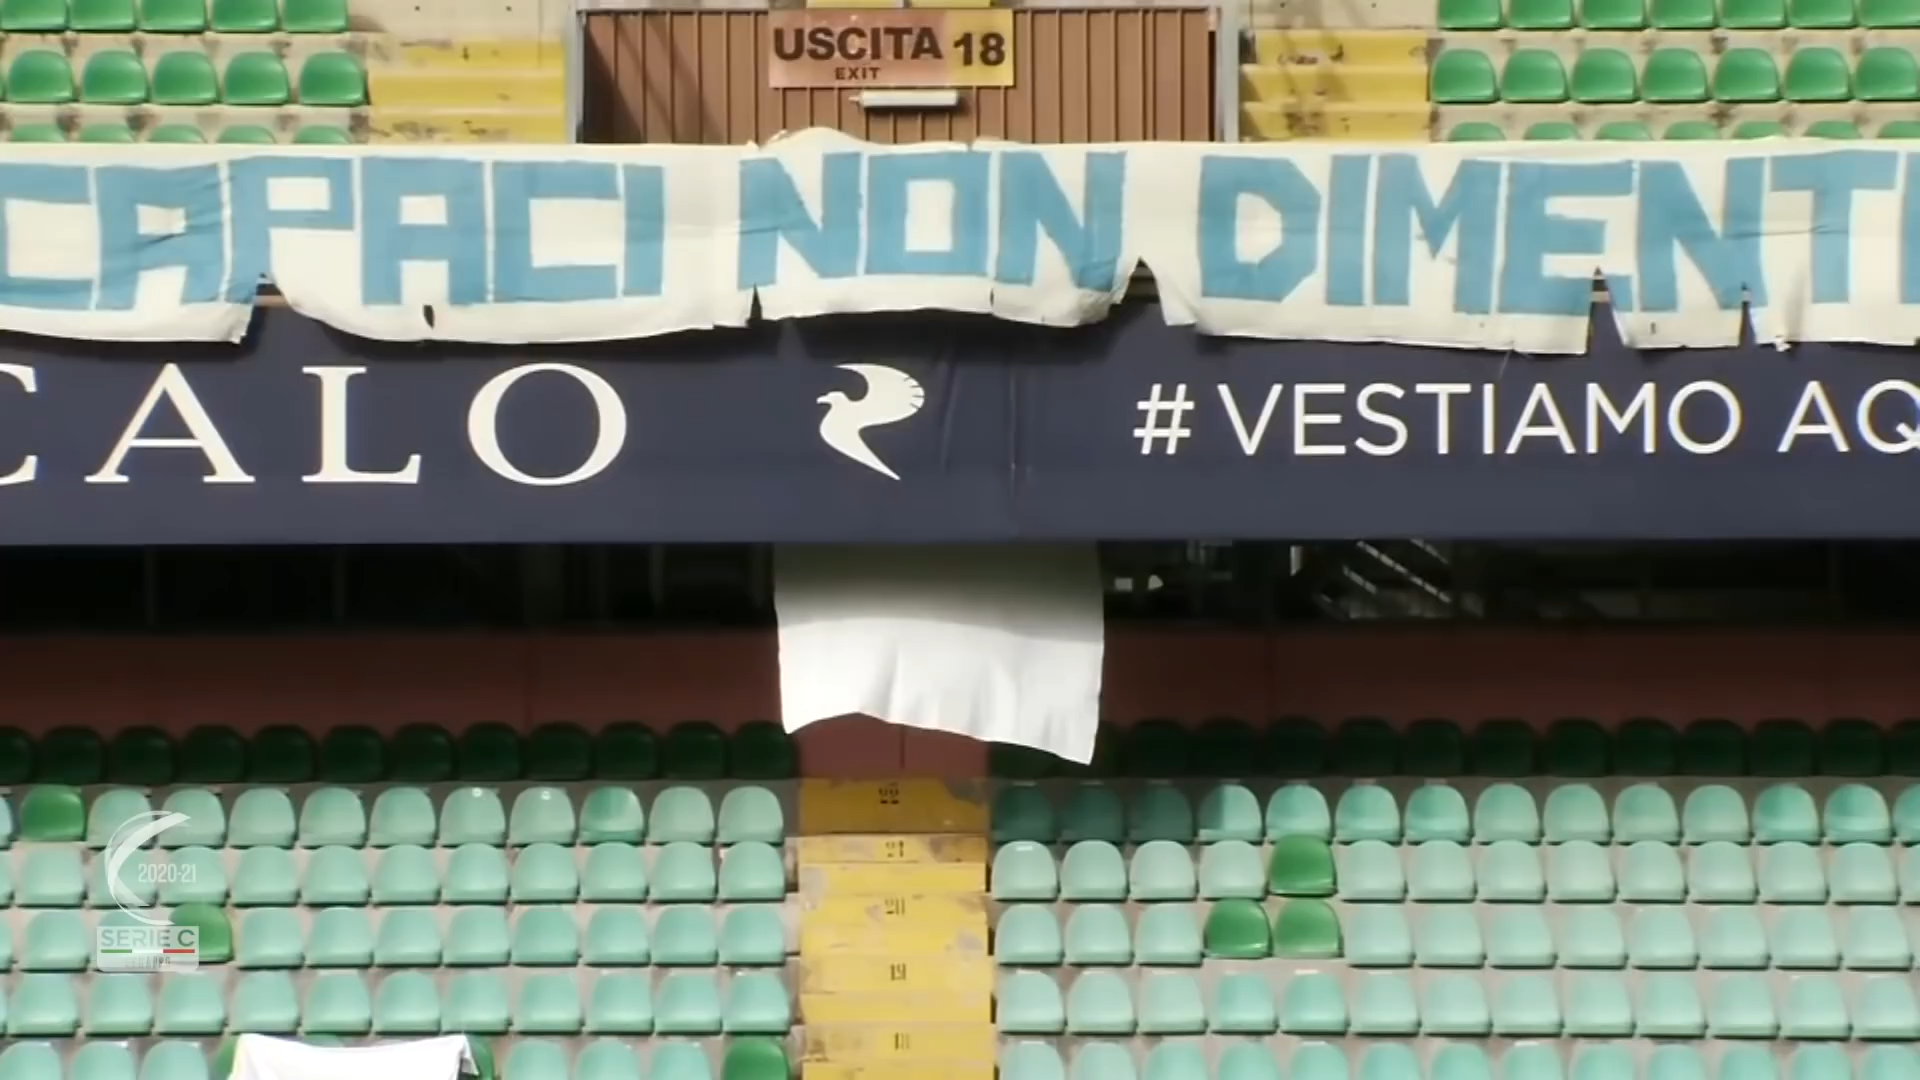 USCITA 18
EXIT
CAPACI NON DIMENT
CALO #VESTIAMO AQ
22
21
20
19
18
2020-21
SERIE C